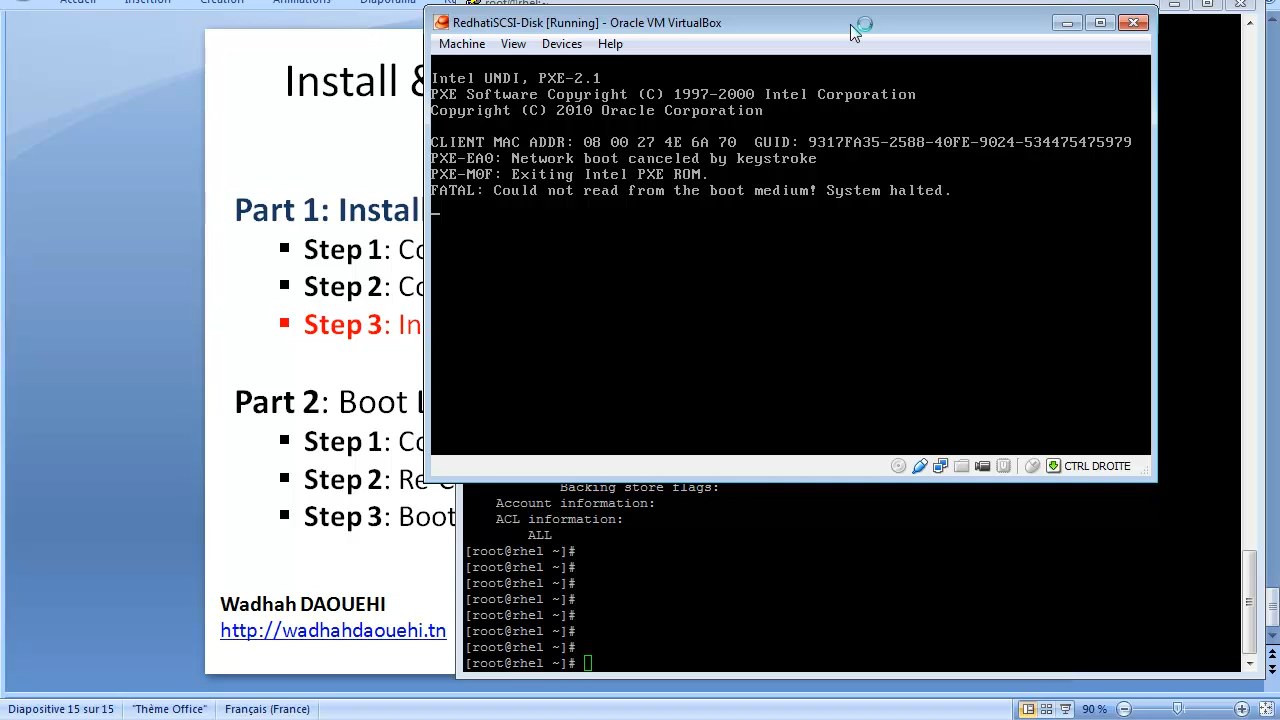 Accueil Insertion Création Animations Diaporama root@rhel:~
RedhatiSCSI-Disk [Running] - Oracle VM VirtualBox
Machine View Devices Help
Intel UNDI, PXE-2.1
PXE Software Copyright (C) 1997-2000 Intel Corporation
Copyright (C) 2010 Oracle Corporation
CLIENT MAC ADDR: 08 00 27 4E 6A 70 GUID: 9317FA35-2588-40FE-9024-534475475979
PXE-EA0: Network boot canceled by keystroke
PXE-M0F: Exiting Intel PXE ROM.
FATAL: Could not read from the boot medium! System halted.
CTRL DROITE
Install &
Part 1: Instal
Step 1: Co
Step 2: Co
Step 3: In
Part 2: Boot
Step 1: Co
Step 2: Re-C
Step 3: Boot
Wadhah DAOUEHI
http://wadhahdaouehi.tn
Backing store flags:
Account information:
ACL information:
ALL
[root@rhel ~]#
[root@rhel ~]#
[root@rhel ~]#
[root@rhel ~]#
[root@rhel ~]#
[root@rhel ~]#
[root@rhel ~]#
[root@rhel ~]#
Diapositive 15 sur 15 "Thème Office" Français (France) 90 %